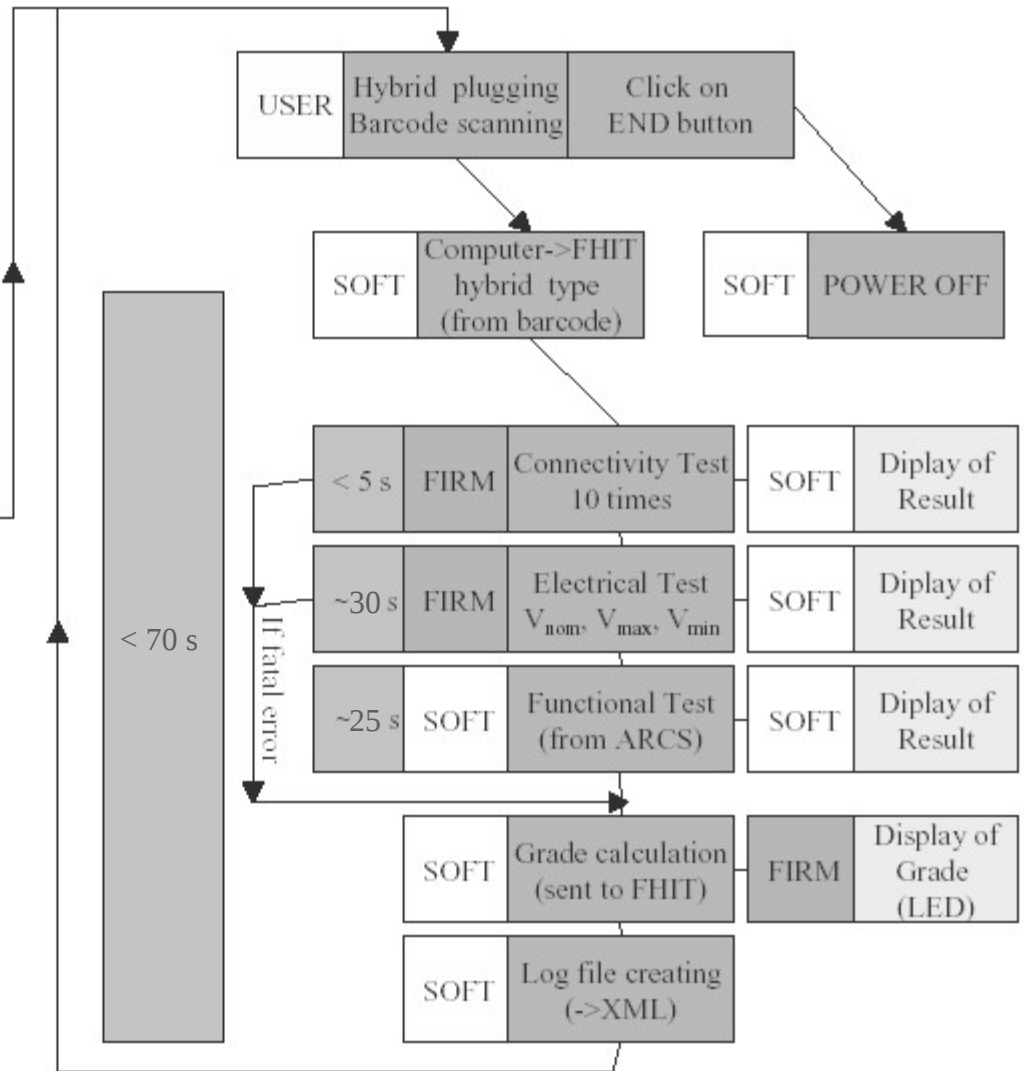 USER
Hybrid plugging
Barcode scanning
Click on
END button
SOFT
Computer->FHIT
hybrid type
(from barcode)
SOFT
POWER OFF
< 70 s
< 5 s
FIRM
Connectivity Test
10 times
SOFT
Diplay of
Result
~30 s
FIRM
Electrical Test
Vnom, Vmax, Vmin
SOFT
Diplay of
Result
If fatal error
~25 s
SOFT
Functional Test
(from ARCS)
SOFT
Diplay of
Result
SOFT
Grade calculation
(sent to FHIT)
FIRM
Display of
Grade
(LED)
SOFT
Log file creating
(->XML)